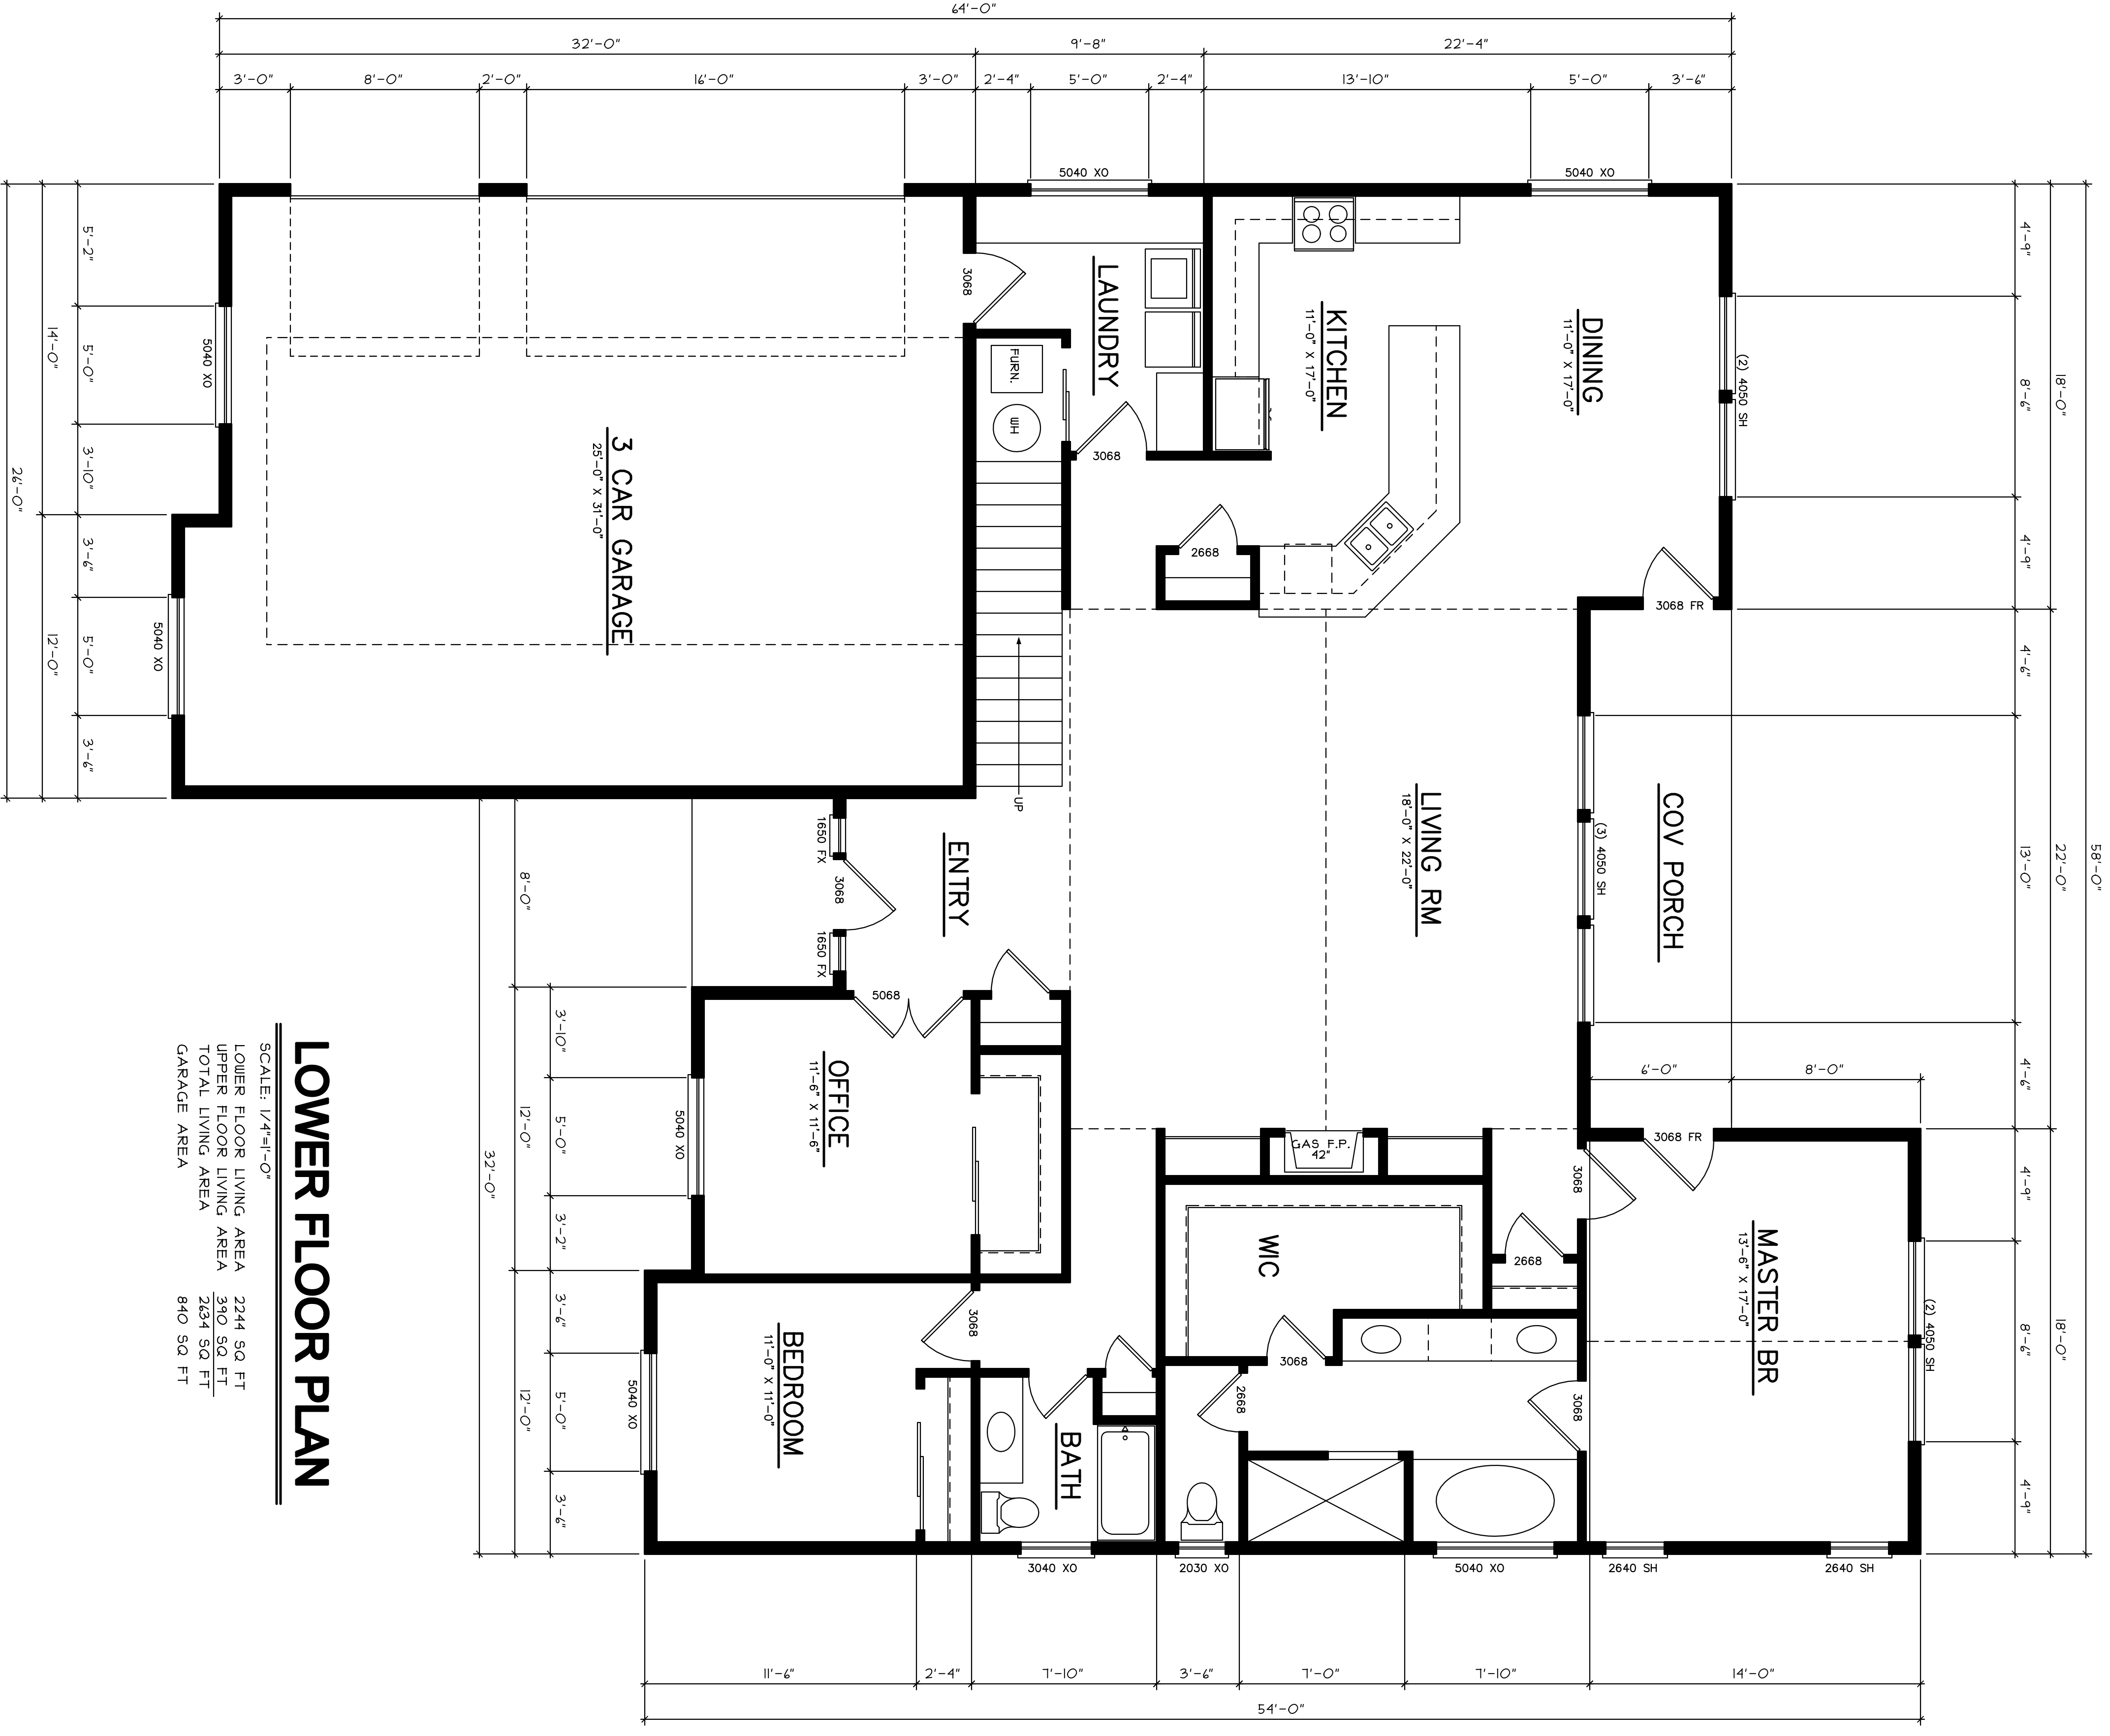 64'-0"
32'-0"
9'-8"
22'-4"
3'-0"
8'-0"
2'-0"
16'-0"
3'-0"
2'-4"
5'-0"
2'-4"
13'-10"
5'-0"
3'-6"
5040 XO
5040 XO
58'-0"
18'-0"
22'-0"
18'-0"
4'-9"
8'-6"
4'-9"
4'-6"
13'-0"
4'-6"
4'-9"
8'-6"
4'-9"
6'-0"
8'-0"
(2) 4050 SH
3068 FR
DINING
11'-0" X 17'-0"
KITCHEN
11'-0" X 17'-0"
LAUNDRY
3068
3068
FURN.
WH
2668
UP
3 CAR GARAGE
25'-0" X 31'-0"
5040 XO
5040 XO
5'-2"
5'-0"
3'-10"
3'-6"
5'-0"
3'-6"
14'-0"
12'-0"
26'-0"
COV PORCH
(3) 4050 SH
LIVING RM
18'-0" X 22'-0"
GAS F.P.
42"
ENTRY
1650 FX
3068
1650 FX
5068
OFFICE
11'-6" X 11'-6"
5040 XO
MASTER BR
13'-6" X 17'-0"
3068 FR
3068
(2) 4050 SH
2668
WIC
3068
3068
2668
2640 SH
2640 SH
5040 XO
2030 XO
3040 XO
BATH
BEDROOM
11'-0" X 11'-0"
3068
5040 XO
8'-0"
12'-0"
12'-0"
3'-10"
5'-0"
3'-2"
3'-6"
5'-0"
3'-6"
32'-0"
11'-6"
2'-4"
7'-10"
3'-6"
7'-0"
7'-10"
14'-0"
54'-0"
LOWER FLOOR PLAN
SCALE: 1/4"=1'-0"
LOWER FLOOR LIVING AREA 2244 SQ FT
UPPER FLOOR LIVING AREA 390 SQ FT
TOTAL LIVING AREA 2634 SQ FT
GARAGE AREA 840 SQ FT